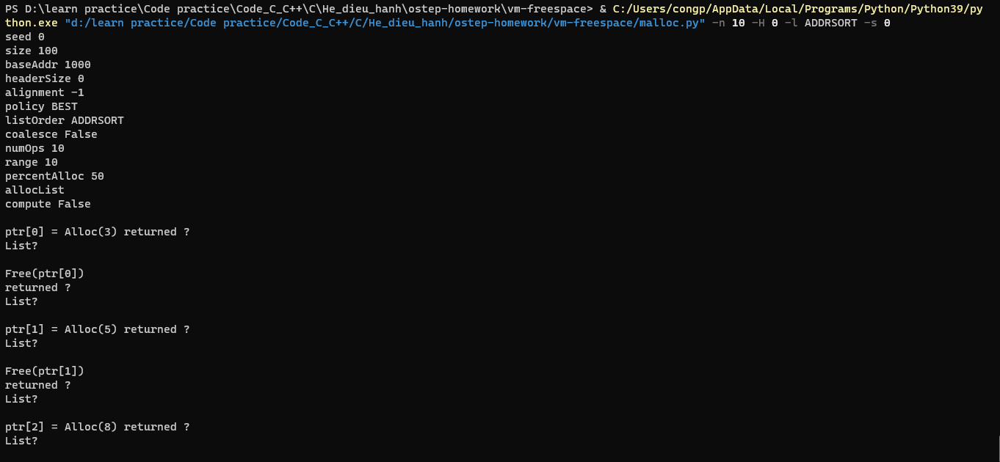 PS D:\learn practice\Code practice\Code_C_C++\C\He_dieu_hanh\ostep-homework\vm-freespace> & C:/Users/congp/AppData/Local/Programs/Python/Python39/py
thon.exe "d:/learn practice/Code practice/Code_C_C++/C/He_dieu_hanh/ostep-homework/vm-freespace/malloc.py" -n 10 -H 0 -l ADDRSORT -s 0
seed 0
size 100
baseAddr 1000
headerSize 0
alignment -1
policy BEST
listOrder ADDRSORT
coalesce False
numOps 10
range 10
percentAlloc 50
allocList
compute False
ptr[0] = Alloc(3) returned ?
List?
Free(ptr[0])
returned ?
List?
ptr[1] = Alloc(5) returned ?
List?
Free(ptr[1])
returned ?
List?
ptr[2] = Alloc(8) returned ?
List?